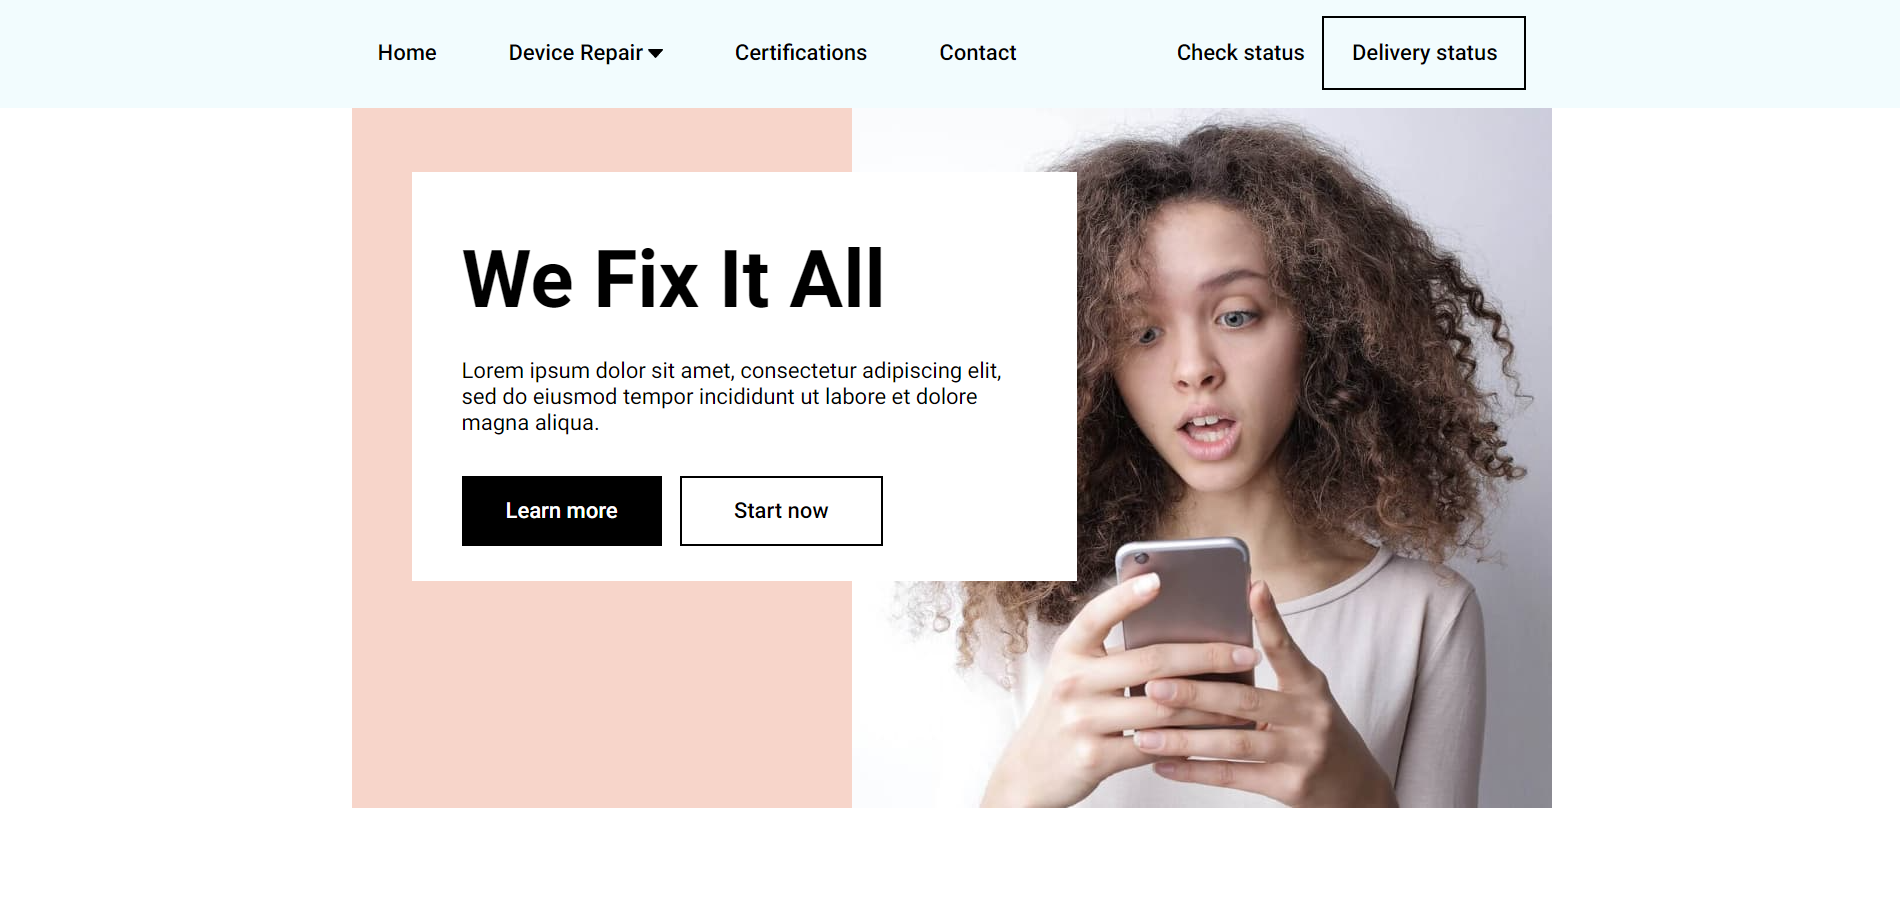 Home Device Repair Certifications Contact Check status Delivery status
We Fix It All
Lorem ipsum dolor sit amet, consectetur adipiscing elit,
sed do eiusmod tempor incididunt ut labore et dolore
magna aliqua.
Learn more Start now